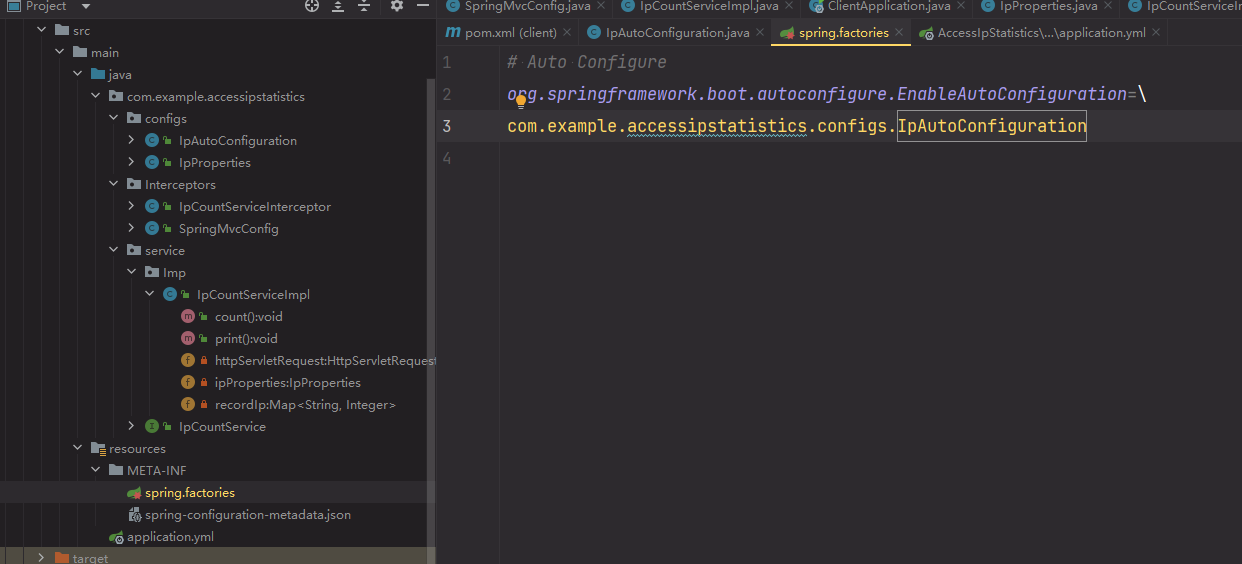 Project
src
main
java
com.example.accessipstatistics
configs
IpAutoConfiguration
IpProperties
Interceptors
IpCountServiceInterceptor
SpringMvcConfig
service
Imp
IpCountServiceImpl
count():void
print():void
httpServletRequest:HttpServletRequest
ipProperties:IpProperties
recordIp:Map<String, Integer>
IpCountService
resources
META-INF
spring.factories
spring-configuration-metadata.json
application.yml
target
SpringMvcConfig.java IpCountServiceImpl.java ClientApplication.java IpProperties.java IpCountServiceIn
pom.xml (client) IpAutoConfiguration.java spring.factories AccessIpStatistics\...\application.yml
1 # Auto Configure
2 org.springframework.boot.autoconfigure.EnableAutoConfiguration=\
3 com.example.accessipstatistics.configs.IpAutoConfiguration
4